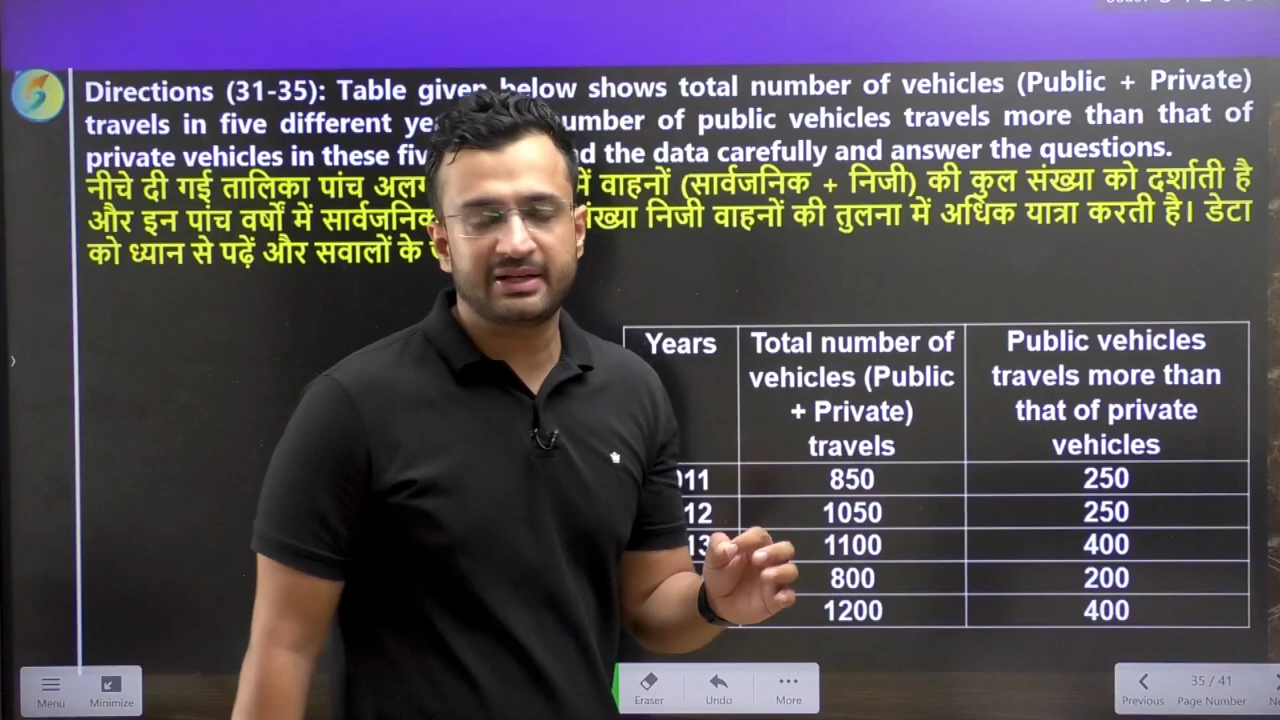 Directions (31-35): Table given below shows total number of vehicles (Public + Private)
travels in five different umber of public vehicles travels more than that of
private vehicles in these the data carefully and answer the questions.
नीचे दी गई तालिका पांच में वाहनों (सार्वजनिक + निजी) की कुल संख्या को दर्शाती है
और इन पांच वर्षों में सार्वजनिक निजी वाहनों की तुलना में अधिक यात्रा करती है। डेटा
को ध्यान से पढ़ें और सवालों के
Years Total number of vehicles (Public + Private) travels Public vehicles travels more than that of private vehicles
11 850 250
12 1050 250
13 1100 400
800 200
1200 400
Menu Minimize Eraser Undo More Previous 35 / 41 Page Number